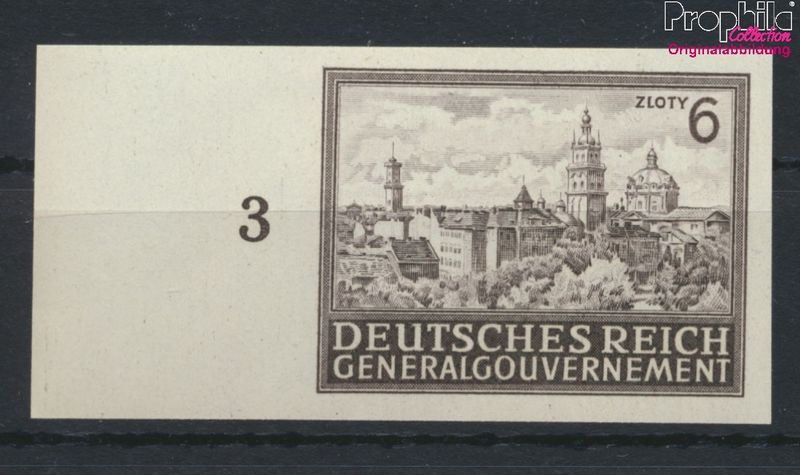 Prophila
Collection
Originalabbildung
ZLOTY 6
3
DEUTSCHES REICH
GENERALGOUVERNEMENT